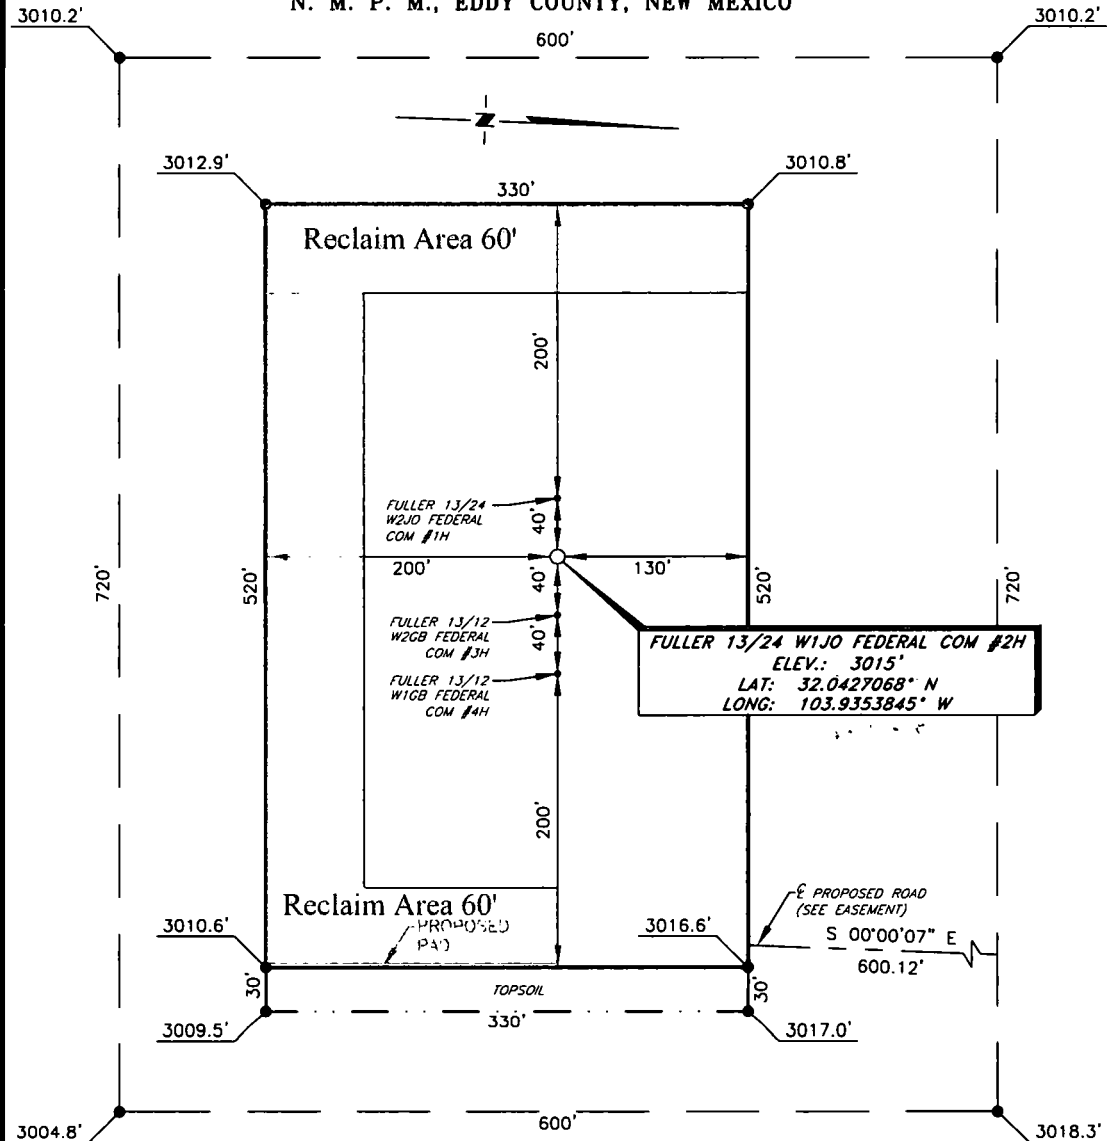 N. M. P. M., EDDY COUNTY, NEW MEXICO
3010.2'
3010.2'
600'
Z
3012.9'
3010.8'
330'
Reclaim Area 60'
200'
FULLER 13/24
W2JO FEDERAL
COM #1H
40'
200'
130'
720'
520'
40'
520'
720'
FULLER 13/12
W2GB FEDERAL
COM #3H
40'
FULLER 13/24 W1JO FEDERAL COM #2H
ELEV.: 3015'
LAT: 32.0427068° N
LONG: 103.9353845° W
FULLER 13/12
W1GB FEDERAL
COM #4H
200'
Reclaim Area 60'
℄ PROPOSED ROAD
(SEE EASEMENT)
3010.6'
PROPOSED
PAD
3016.6'
S 00°00'07" E
600.12'
30'
TOPSOIL
30'
3009.5'
330'
3017.0'
3004.8'
600'
3018.3'